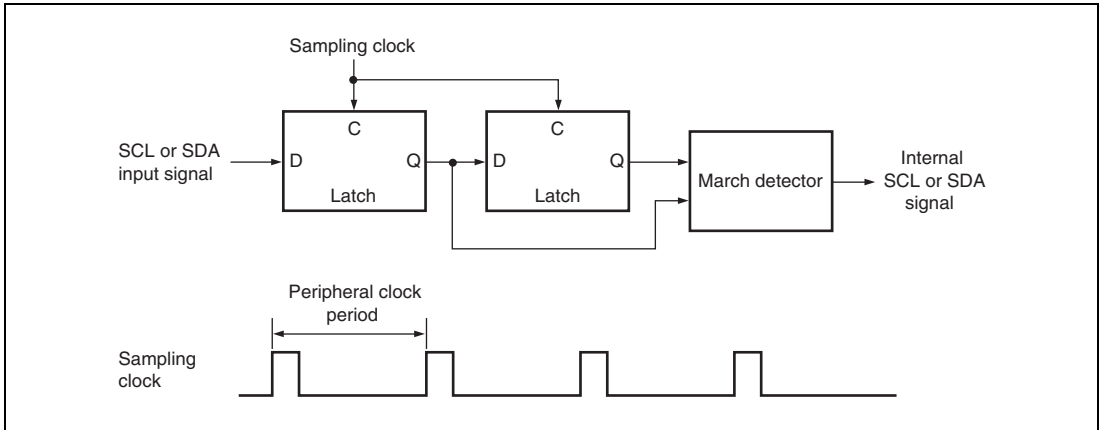 Sampling clock
C
C
SCL or SDA
input signal
D
Q
D
Q
Latch
Latch
March detector
Internal
SCL or SDA
signal
Peripheral clock
period
Sampling
clock